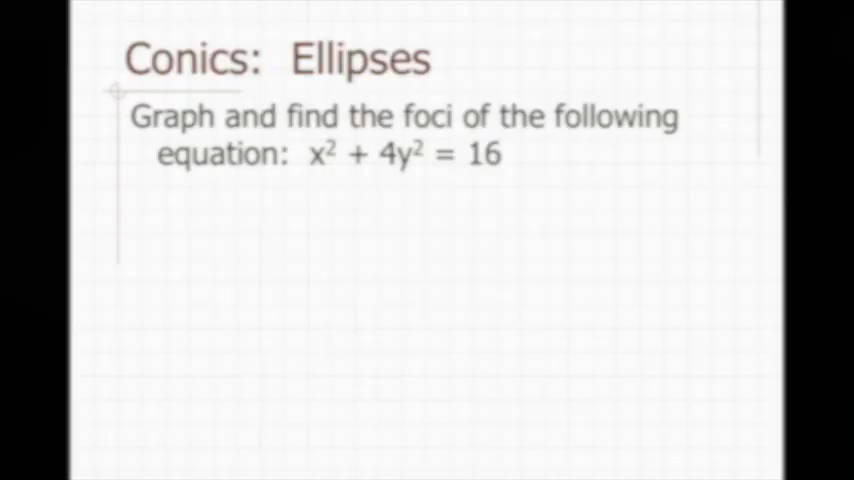 Conics:  Ellipses
Graph and find the foci of the following
equation:  x² + 4y² = 16